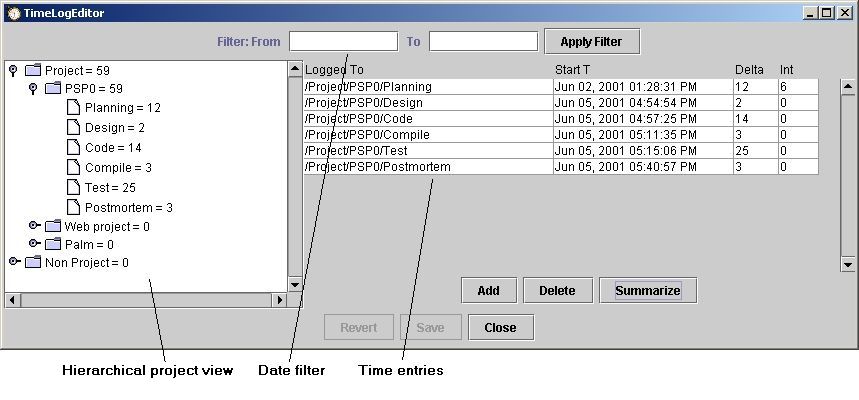 TimeLogEditor
Filter: From To Apply Filter
Project = 59
PSP0 = 59
Planning = 12
Design = 2
Code = 14
Compile = 3
Test = 25
Postmortem = 3
Web project = 0
Palm = 0
Non Project = 0
Logged To Start T Delta Int
/Project/PSP0/Planning Jun 02, 2001 01:28:31 PM 12 6
/Project/PSP0/Design Jun 05, 2001 04:54:54 PM 2 0
/Project/PSP0/Code Jun 05, 2001 04:57:25 PM 14 0
/Project/PSP0/Compile Jun 05, 2001 05:11:35 PM 3 0
/Project/PSP0/Test Jun 05, 2001 05:15:06 PM 25 0
/Project/PSP0/Postmortem Jun 05, 2001 05:40:57 PM 3 0
Add Delete Summarize
Revert Save Close
Hierarchical project view Date filter Time entries